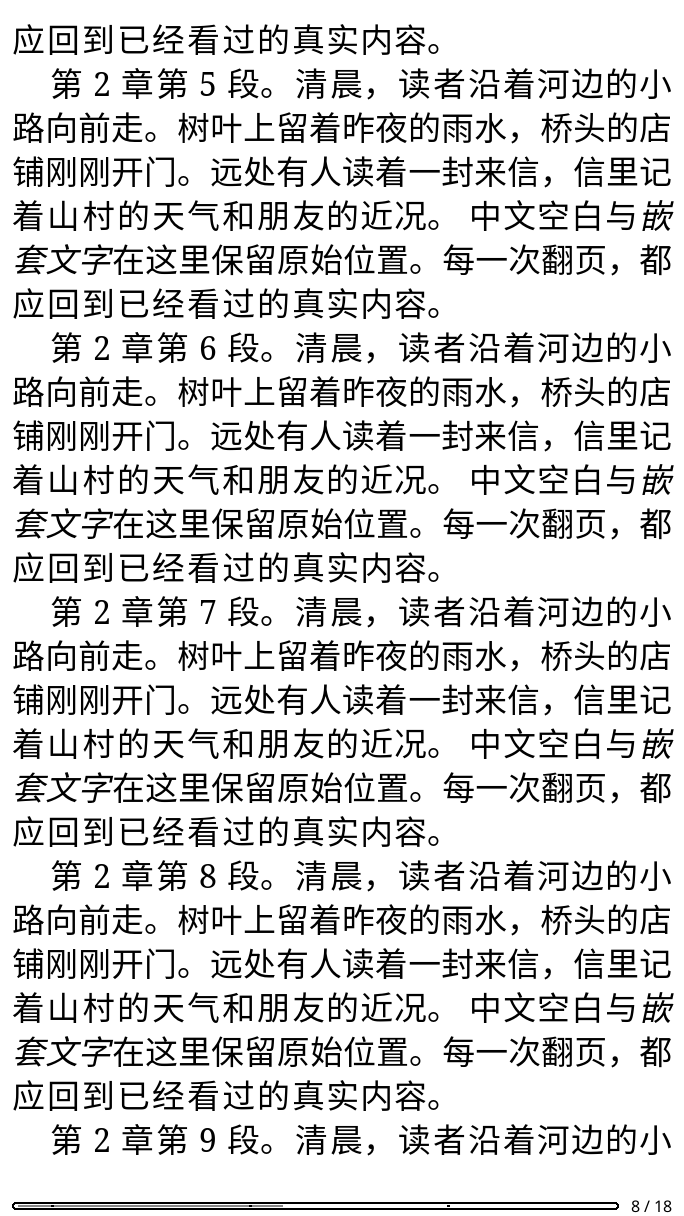 应回到已经看过的真实内容。
第 2 章第 5 段。清晨，读者沿着河边的小
路向前走。树叶上留着昨夜的雨水，桥头的店
铺刚刚开门。远处有人读着一封来信，信里记
着山村的天气和朋友的近况。 中文空白与嵌
套文字在这里保留原始位置。每一次翻页，都
应回到已经看过的真实内容。
第 2 章第 6 段。清晨，读者沿着河边的小
路向前走。树叶上留着昨夜的雨水，桥头的店
铺刚刚开门。远处有人读着一封来信，信里记
着山村的天气和朋友的近况。 中文空白与嵌
套文字在这里保留原始位置。每一次翻页，都
应回到已经看过的真实内容。
第 2 章第 7 段。清晨，读者沿着河边的小
路向前走。树叶上留着昨夜的雨水，桥头的店
铺刚刚开门。远处有人读着一封来信，信里记
着山村的天气和朋友的近况。 中文空白与嵌
套文字在这里保留原始位置。每一次翻页，都
应回到已经看过的真实内容。
第 2 章第 8 段。清晨，读者沿着河边的小
路向前走。树叶上留着昨夜的雨水，桥头的店
铺刚刚开门。远处有人读着一封来信，信里记
着山村的天气和朋友的近况。 中文空白与嵌
套文字在这里保留原始位置。每一次翻页，都
应回到已经看过的真实内容。
第 2 章第 9 段。清晨，读者沿着河边的小
8 / 18